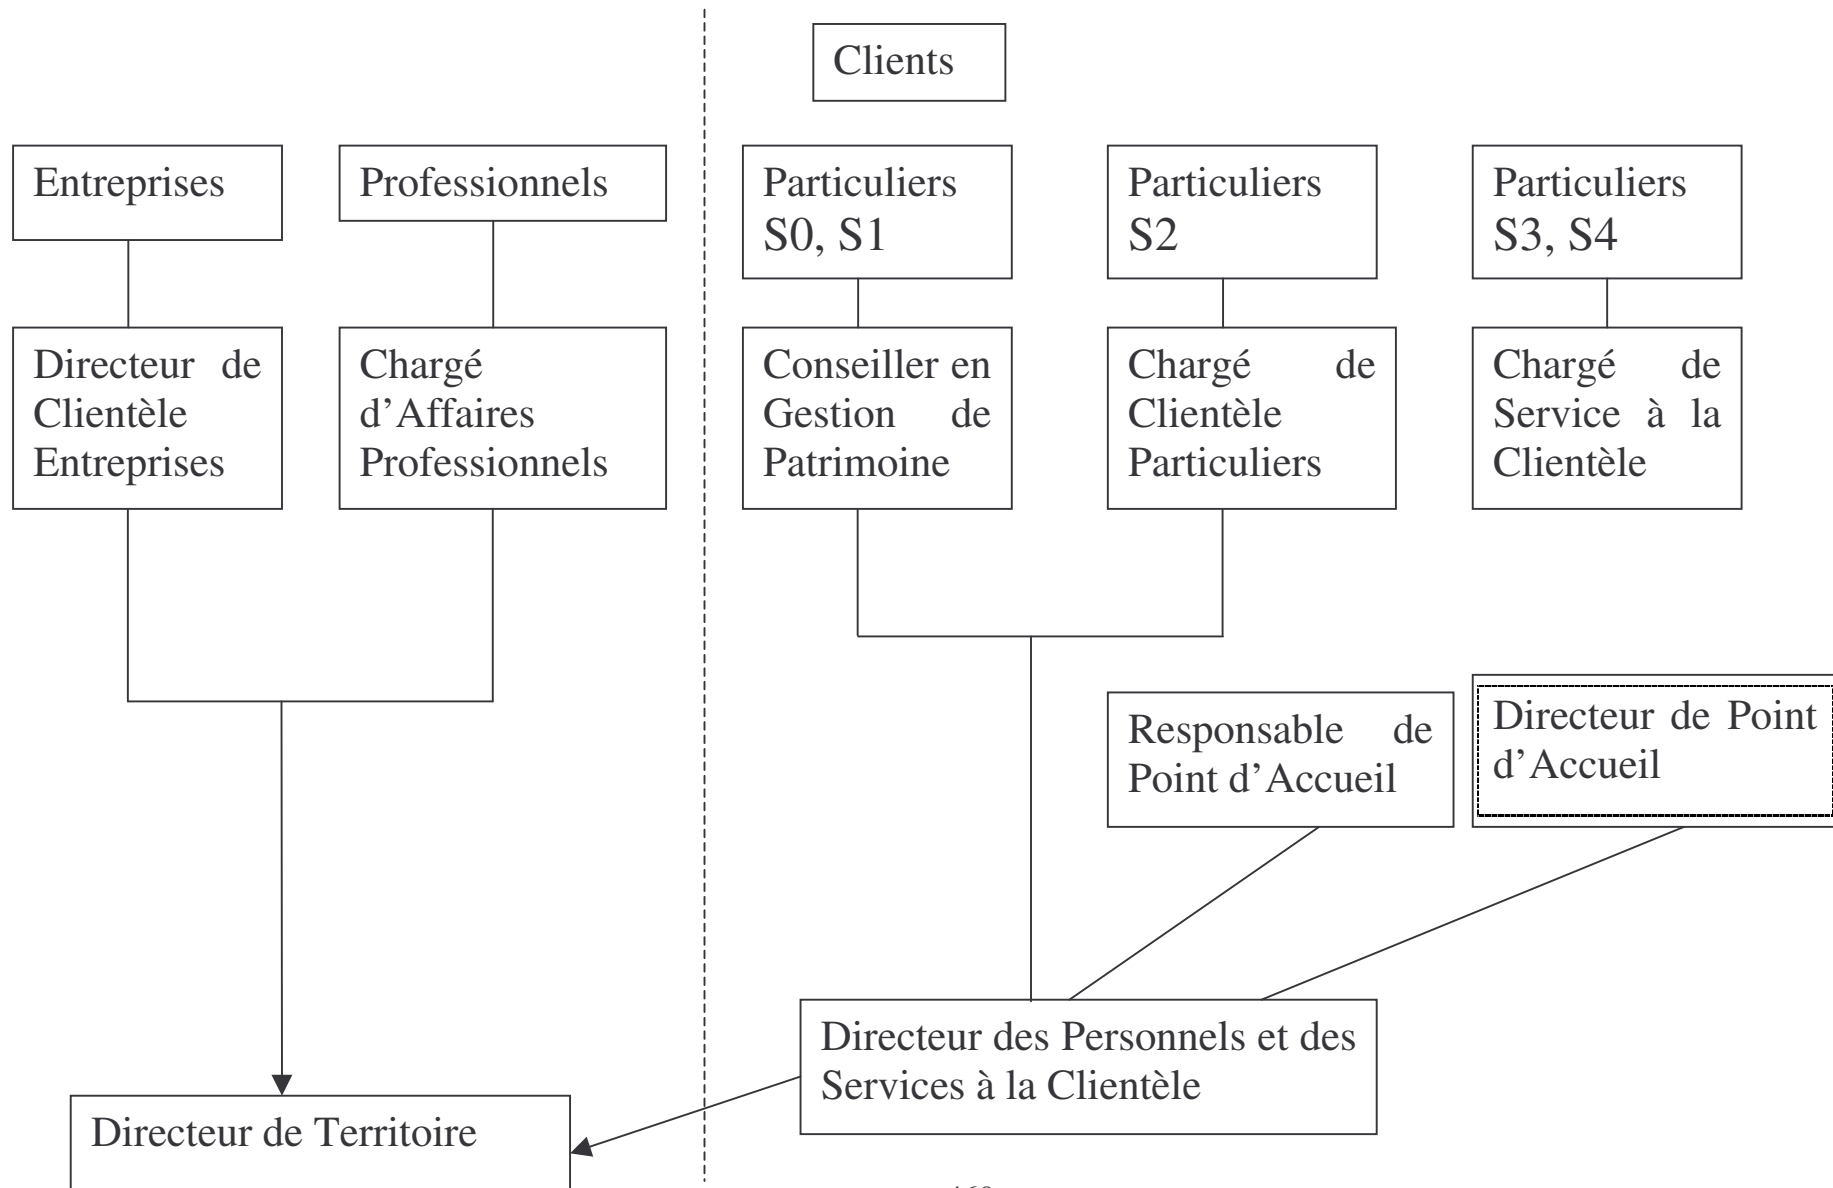 Clients
Entreprises
Professionnels
Particuliers
S0, S1
Particuliers
S2
Particuliers
S3, S4
Directeur de
Clientèle
Entreprises
Chargé
d’Affaires
Professionnels
Conseiller en
Gestion de
Patrimoine
Chargé de
Clientèle
Particuliers
Chargé de
Service à la
Clientèle
Responsable de
Point d’Accueil
Directeur de Point
d’Accueil
Directeur des Personnels et des
Services à la Clientèle
Directeur de Territoire